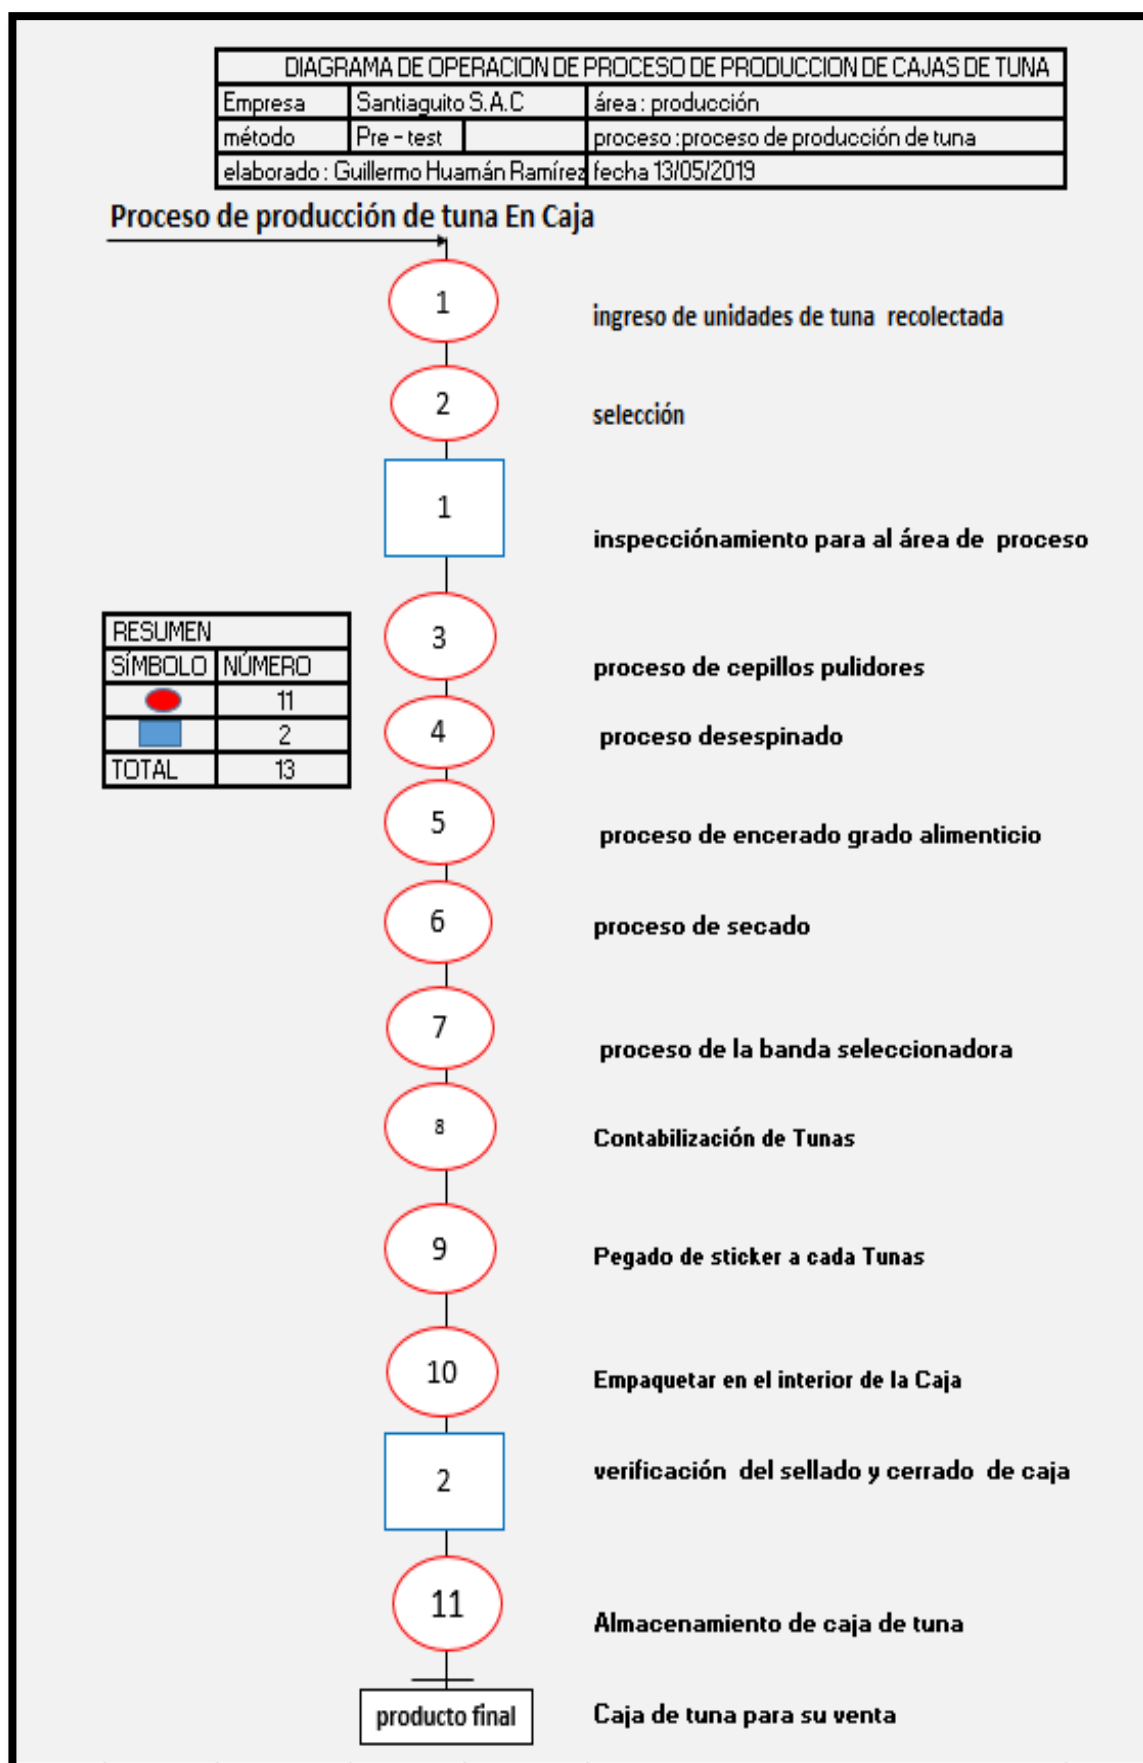 DIAGRAMA DE OPERACION DE PROCESO DE PRODUCCION DE CAJAS DE TUNA
Empresa Santiaguito S.A.C área : producción
método Pre - test proceso :proceso de producción de tuna
elaborado : Guillermo Huamán Ramírez fecha 13/05/2019
Proceso de producción de tuna En Caja
1 ingreso de unidades de tuna recolectada
2 selección
1 inspecciónamiento para al área de proceso
3 proceso de cepillos pulidores
RESUMEN
SÍMBOLO NÚMERO
11
2
TOTAL 13
4 proceso desespinado
5 proceso de encerado grado alimenticio
6 proceso de secado
7 proceso de la banda seleccionadora
8 Contabilización de Tunas
9 Pegado de sticker a cada Tunas
10 Empaquetar en el interior de la Caja
2 verificación del sellado y cerrado de caja
11 Almacenamiento de caja de tuna
producto final Caja de tuna para su venta